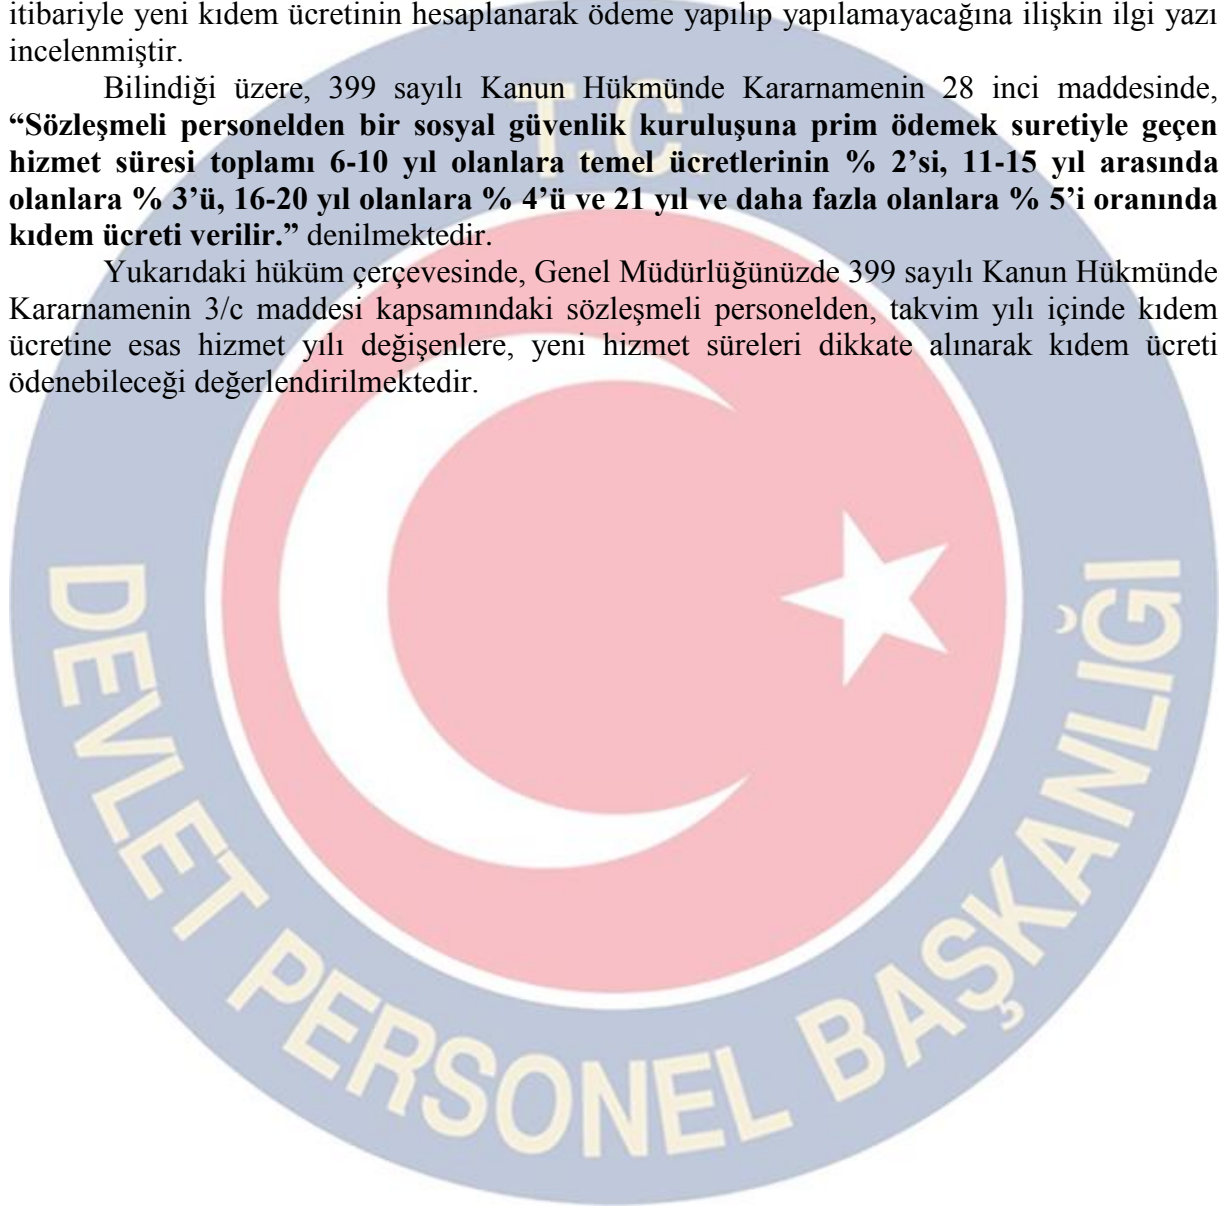 itibariyle yeni kıdem ücretinin hesaplanarak ödeme yapılıp yapılamayacağına ilişkin ilgi yazı
incelenmiştir.
Bilindiği üzere, 399 sayılı Kanun Hükmünde Kararnamenin 28 inci maddesinde,
“Sözleşmeli personelden bir sosyal güvenlik kuruluşuna prim ödemek suretiyle geçen
hizmet süresi toplamı 6-10 yıl olanlara temel ücretlerinin % 2’si, 11-15 yıl arasında
olanlara % 3’ü, 16-20 yıl olanlara % 4’ü ve 21 yıl ve daha fazla olanlara % 5’i oranında
kıdem ücreti verilir.” denilmektedir.
Yukarıdaki hüküm çerçevesinde, Genel Müdürlüğünüzde 399 sayılı Kanun Hükmünde
Kararnamenin 3/c maddesi kapsamındaki sözleşmeli personelden, takvim yılı içinde kıdem
ücretine esas hizmet yılı değişenlere, yeni hizmet süreleri dikkate alınarak kıdem ücreti
ödenebileceği değerlendirilmektedir.
T.C.
DEVLET PERSONEL BAŞKANLIĞI